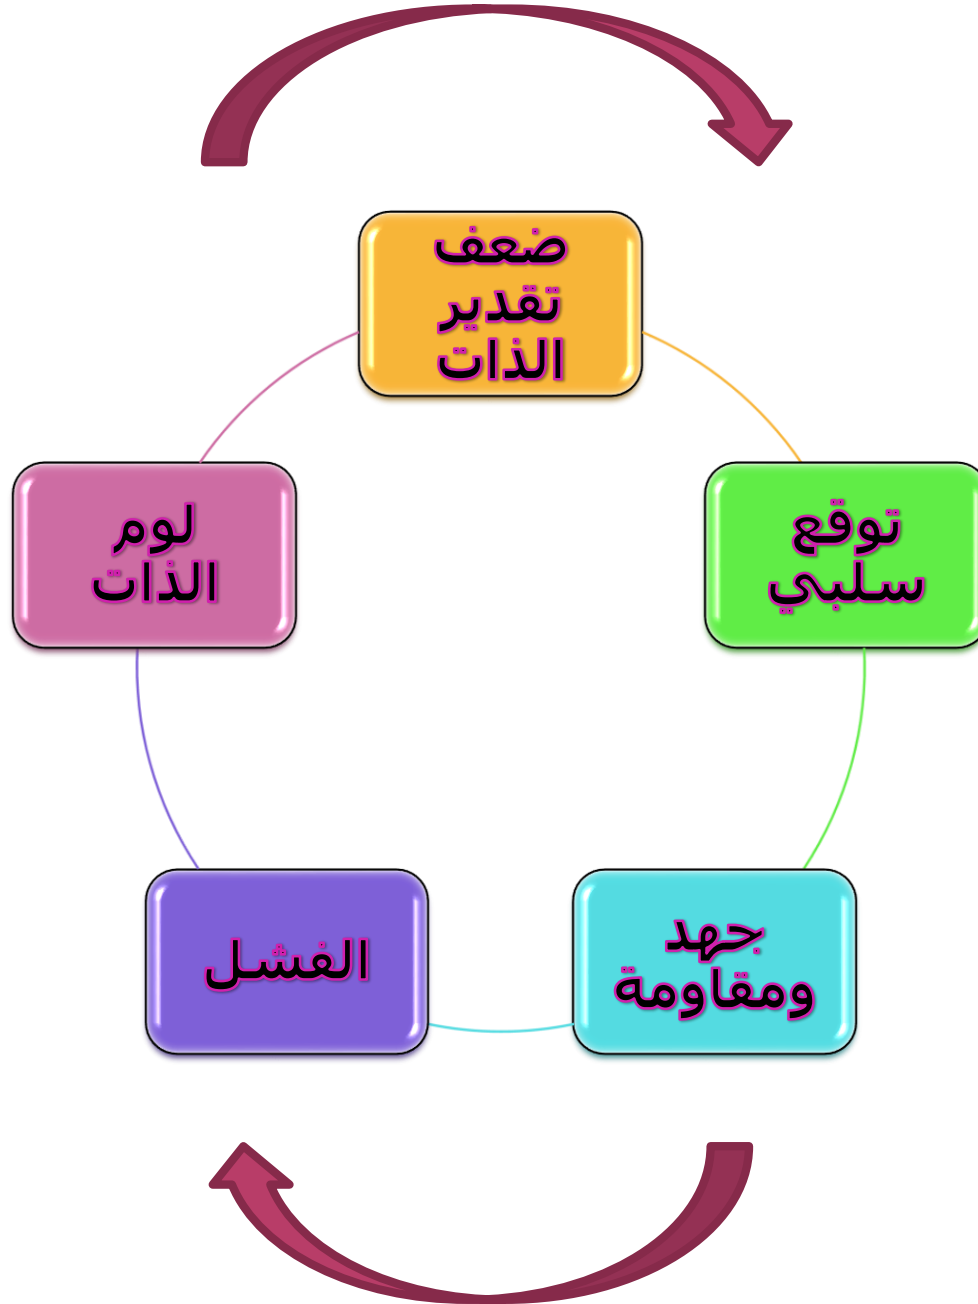 ضعف
تقدير
الذات
توقع
سلبي
جهد
ومقاومة
الفشل
لوم
الذات